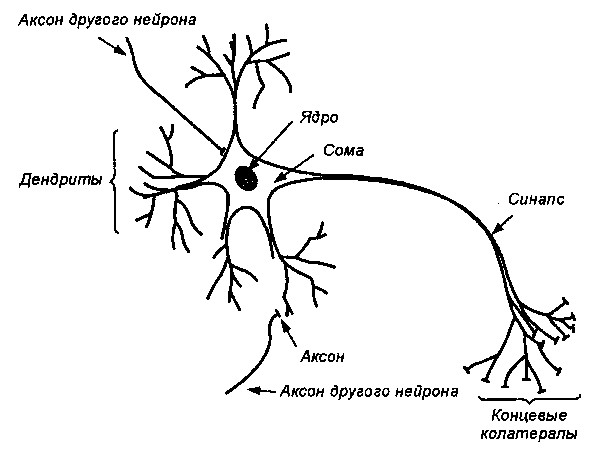 Аксон другого нейрона
Ядро
Сома
Дендриты
Синапс
Аксон
Аксон другого нейрона
Концевые
колатералы